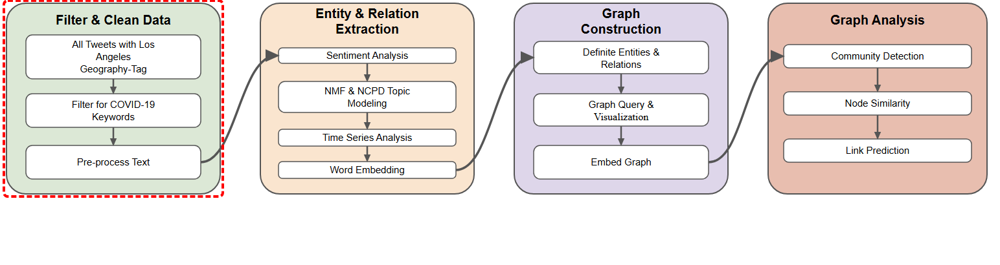 Filter & Clean Data
All Tweets with Los
Angeles
Geography-Tag
Filter for COVID-19
Keywords
Pre-process Text
Entity & Relation
Extraction
Sentiment Analysis
NMF & NCPD Topic
Modeling
Time Series Analysis
Word Embedding
Graph
Construction
Definite Entities &
Relations
Graph Query &
Visualization
Embed Graph
Graph Analysis
Community Detection
Node Similarity
Link Prediction